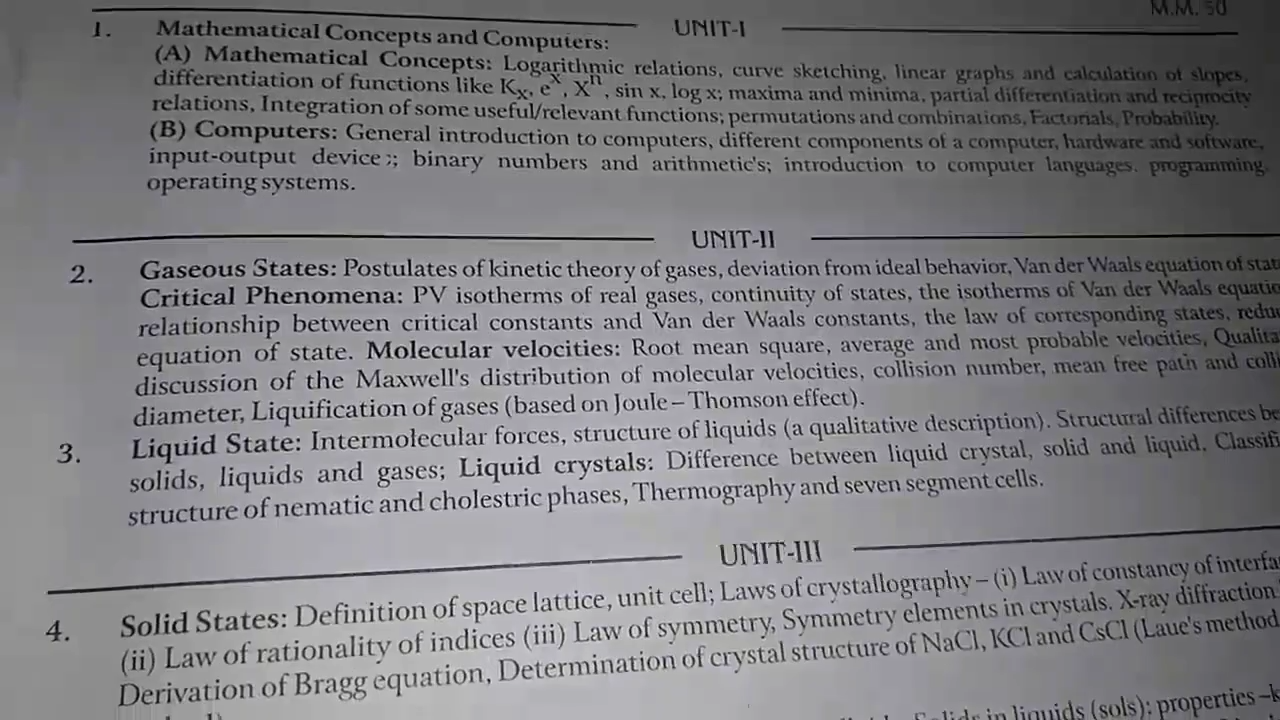 M.M. 50
UNIT-I
1. Mathematical Concepts and Computers:
(A) Mathematical Concepts: Logarithmic relations, curve sketching, linear graphs and calculation of slopes,
differentiation of functions like Kx, e^x, X^n, sin x, log x; maxima and minima, partial differentiation and reciprocity
relations, Integration of some useful/relevant functions; permutations and combinations, Factorials, Probability.
(B) Computers: General introduction to computers, different components of a computer, hardware and software,
input-output device :; binary numbers and arithmetic's; introduction to computer languages, programming,
operating systems.
UNIT-II
2. Gaseous States: Postulates of kinetic theory of gases, deviation from ideal behavior, Van der Waals equation of
Critical Phenomena: PV isotherms of real gases, continuity of states, the isotherms of Van der Waals
relationship between critical constants and Van der Waals constants, the law of corresponding states,
equation of state. Molecular velocities: Root mean square, average and most probable velocities,
discussion of the Maxwell's distribution of molecular velocities, collision number, mean free path and
diameter, Liquification of gases (based on Joule–Thomson effect).
3. Liquid State: Intermolecular forces, structure of liquids (a qualitative description). Structural differences
solids, liquids and gases; Liquid crystals: Difference between liquid crystal, solid and liquid,
structure of nematic and cholestric phases, Thermography and seven segment cells.
UNIT-III
4. Solid States: Definition of space lattice, unit cell; Laws of crystallography – (i) Law of constancy of
(ii) Law of rationality of indices (iii) Law of symmetry, Symmetry elements in crystals. X-ray diffraction
Derivation of Bragg equation, Determination of crystal structure of NaCl, KCl and CsCl (Laue's method
in liquids (sols); properties –